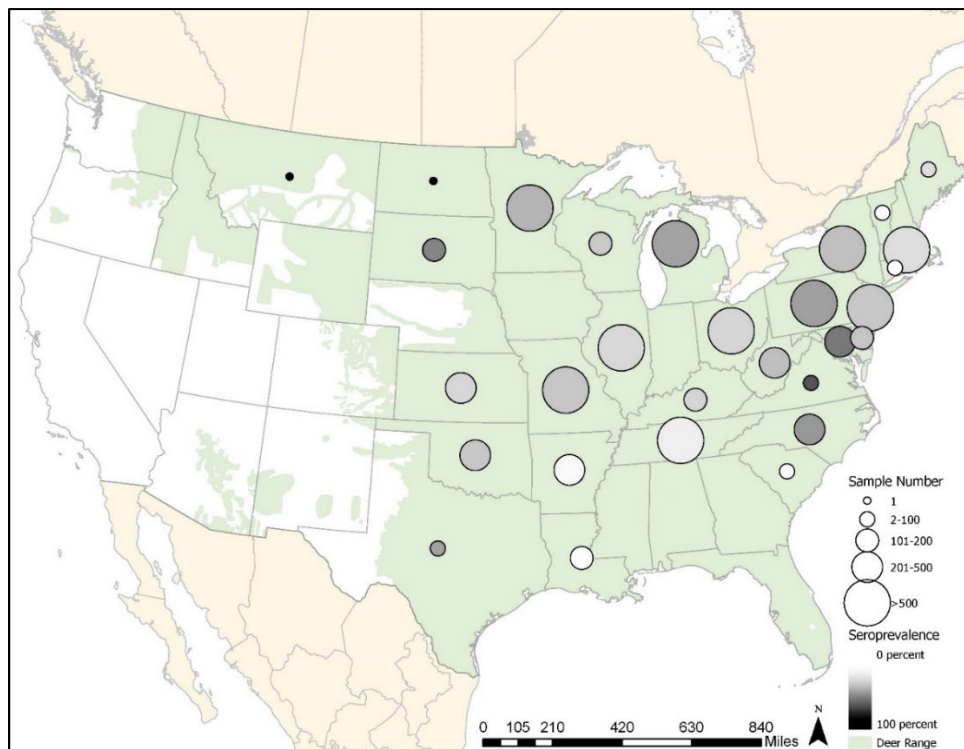 Sample Number
1
2-100
101-200
201-500
>500
Seroprevalence
0 percent
100 percent
Deer Range
N
0 105 210 420 630 840
Miles